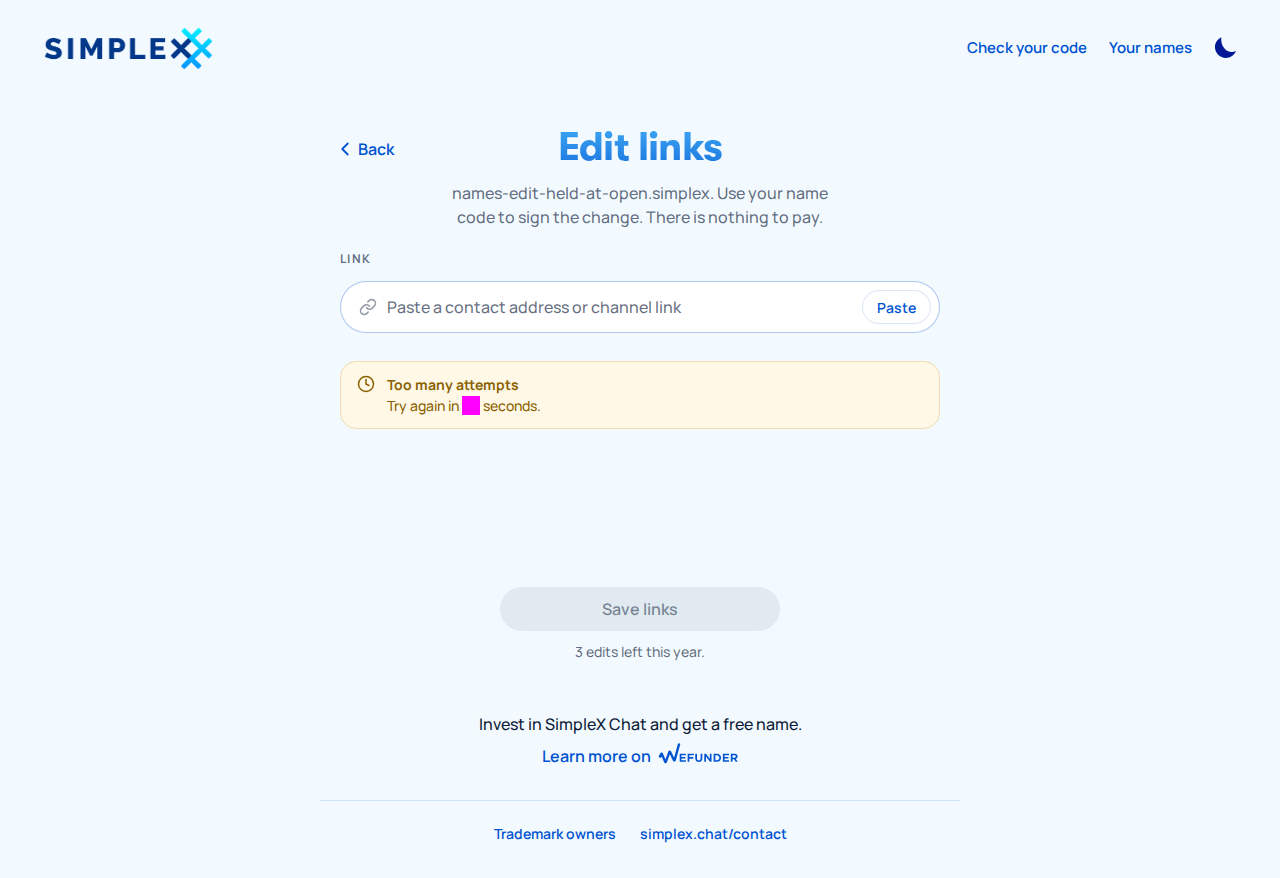 SIMPLEX
Check your code
Your names
Back
Edit links
names-edit-held-at-open.simplex. Use your name
code to sign the change. There is nothing to pay.
LINK
Paste a contact address or channel link
Paste
Too many attempts
Try again in seconds.
Save links
3 edits left this year.
Invest in SimpleX Chat and get a free name.
Learn more on WEFUNDER
Trademark owners
simplex.chat/contact